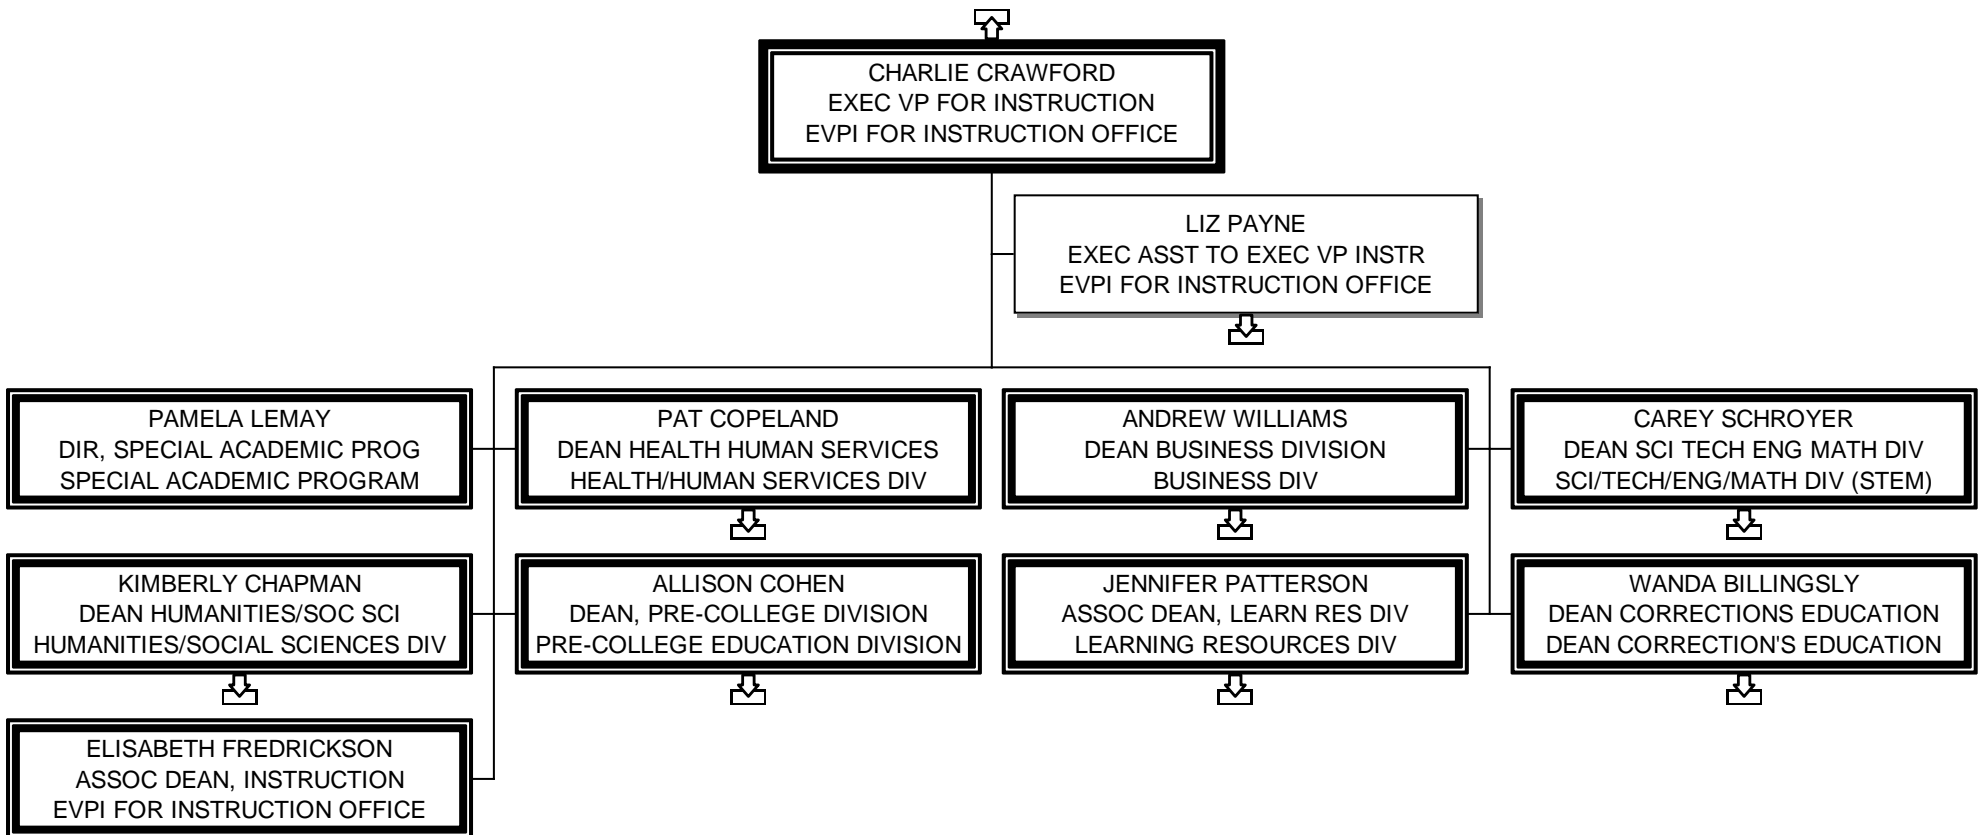 CHARLIE CRAWFORD
EXEC VP FOR INSTRUCTION
EVPI FOR INSTRUCTION OFFICE
LIZ PAYNE
EXEC ASST TO EXEC VP INSTR
EVPI FOR INSTRUCTION OFFICE
PAMELA LEMAY
DIR, SPECIAL ACADEMIC PROG
SPECIAL ACADEMIC PROGRAM
PAT COPELAND
DEAN HEALTH HUMAN SERVICES
HEALTH/HUMAN SERVICES DIV
ANDREW WILLIAMS
DEAN BUSINESS DIVISION
BUSINESS DIV
CAREY SCHROYER
DEAN SCI TECH ENG MATH DIV
SCI/TECH/ENG/MATH DIV (STEM)
KIMBERLY CHAPMAN
DEAN HUMANITIES/SOC SCI
HUMANITIES/SOCIAL SCIENCES DIV
ALLISON COHEN
DEAN, PRE-COLLEGE DIVISION
PRE-COLLEGE EDUCATION DIVISION
JENNIFER PATTERSON
ASSOC DEAN, LEARN RES DIV
LEARNING RESOURCES DIV
WANDA BILLINGSLY
DEAN CORRECTIONS EDUCATION
DEAN CORRECTION'S EDUCATION
ELISABETH FREDRICKSON
ASSOC DEAN, INSTRUCTION
EVPI FOR INSTRUCTION OFFICE